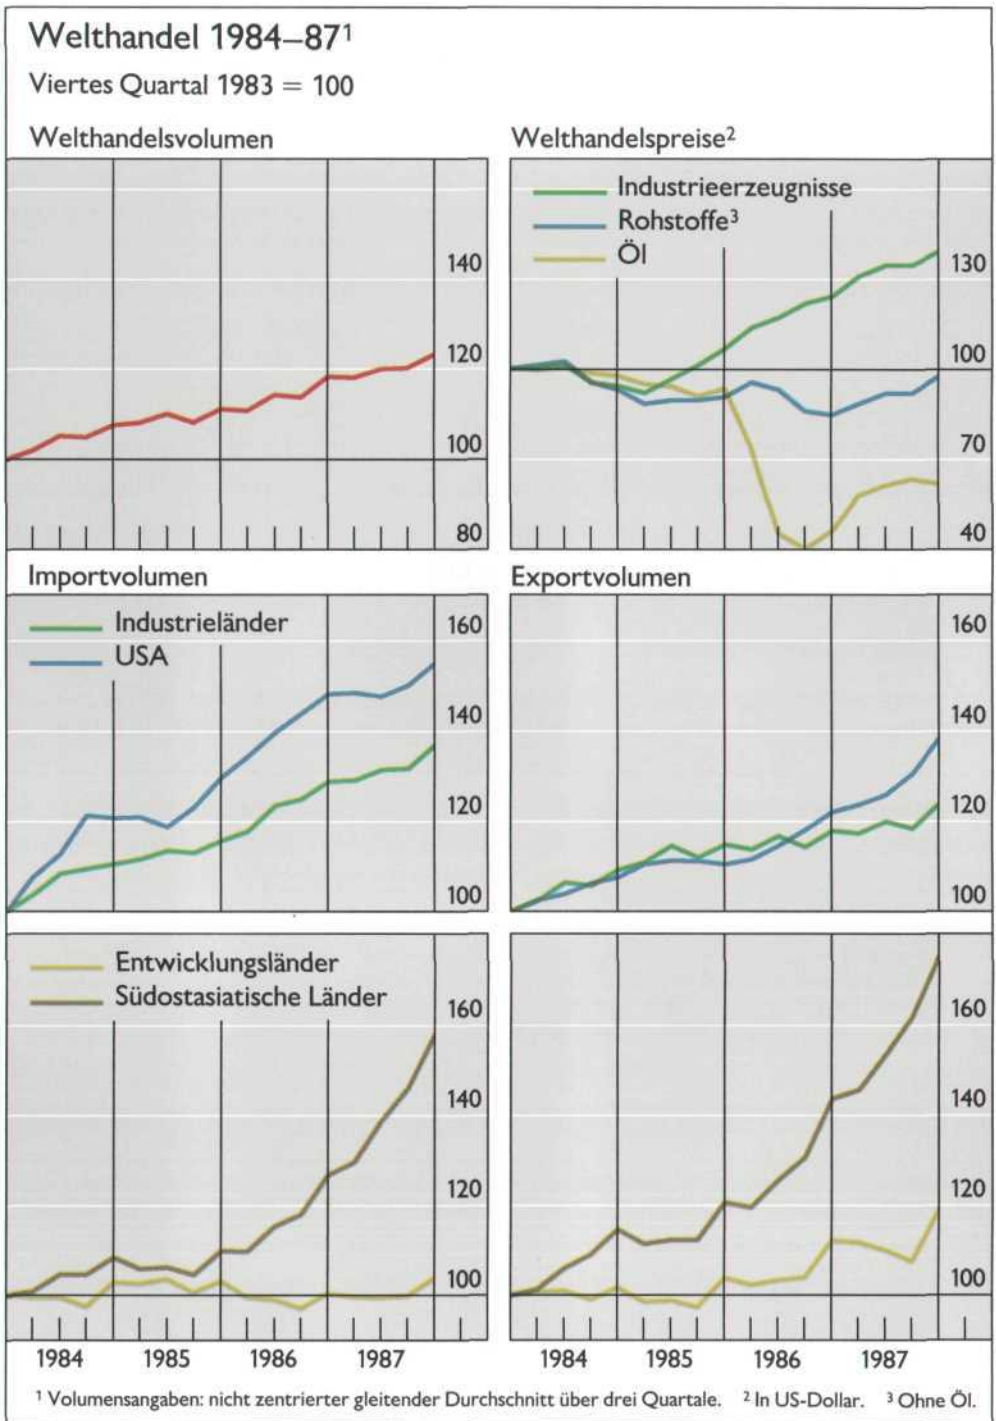 Welthandel 1984–87¹
Viertes Quartal 1983 = 100
Welthandelsvolumen
140
120
100
80
Welthandelspreise²
Industrieerzeugnisse
Rohstoffe³
Öl
130
100
70
40
Importvolumen
Industrieländer
USA
160
140
120
100
Exportvolumen
160
140
120
100
Entwicklungsländer
Südostasiatische Länder
160
140
120
100
1984 1985 1986 1987
160
140
120
100
1984 1985 1986 1987
¹ Volumensangaben: nicht zentrierter gleitender Durchschnitt über drei Quartale. ² In US-Dollar. ³ Ohne Öl.